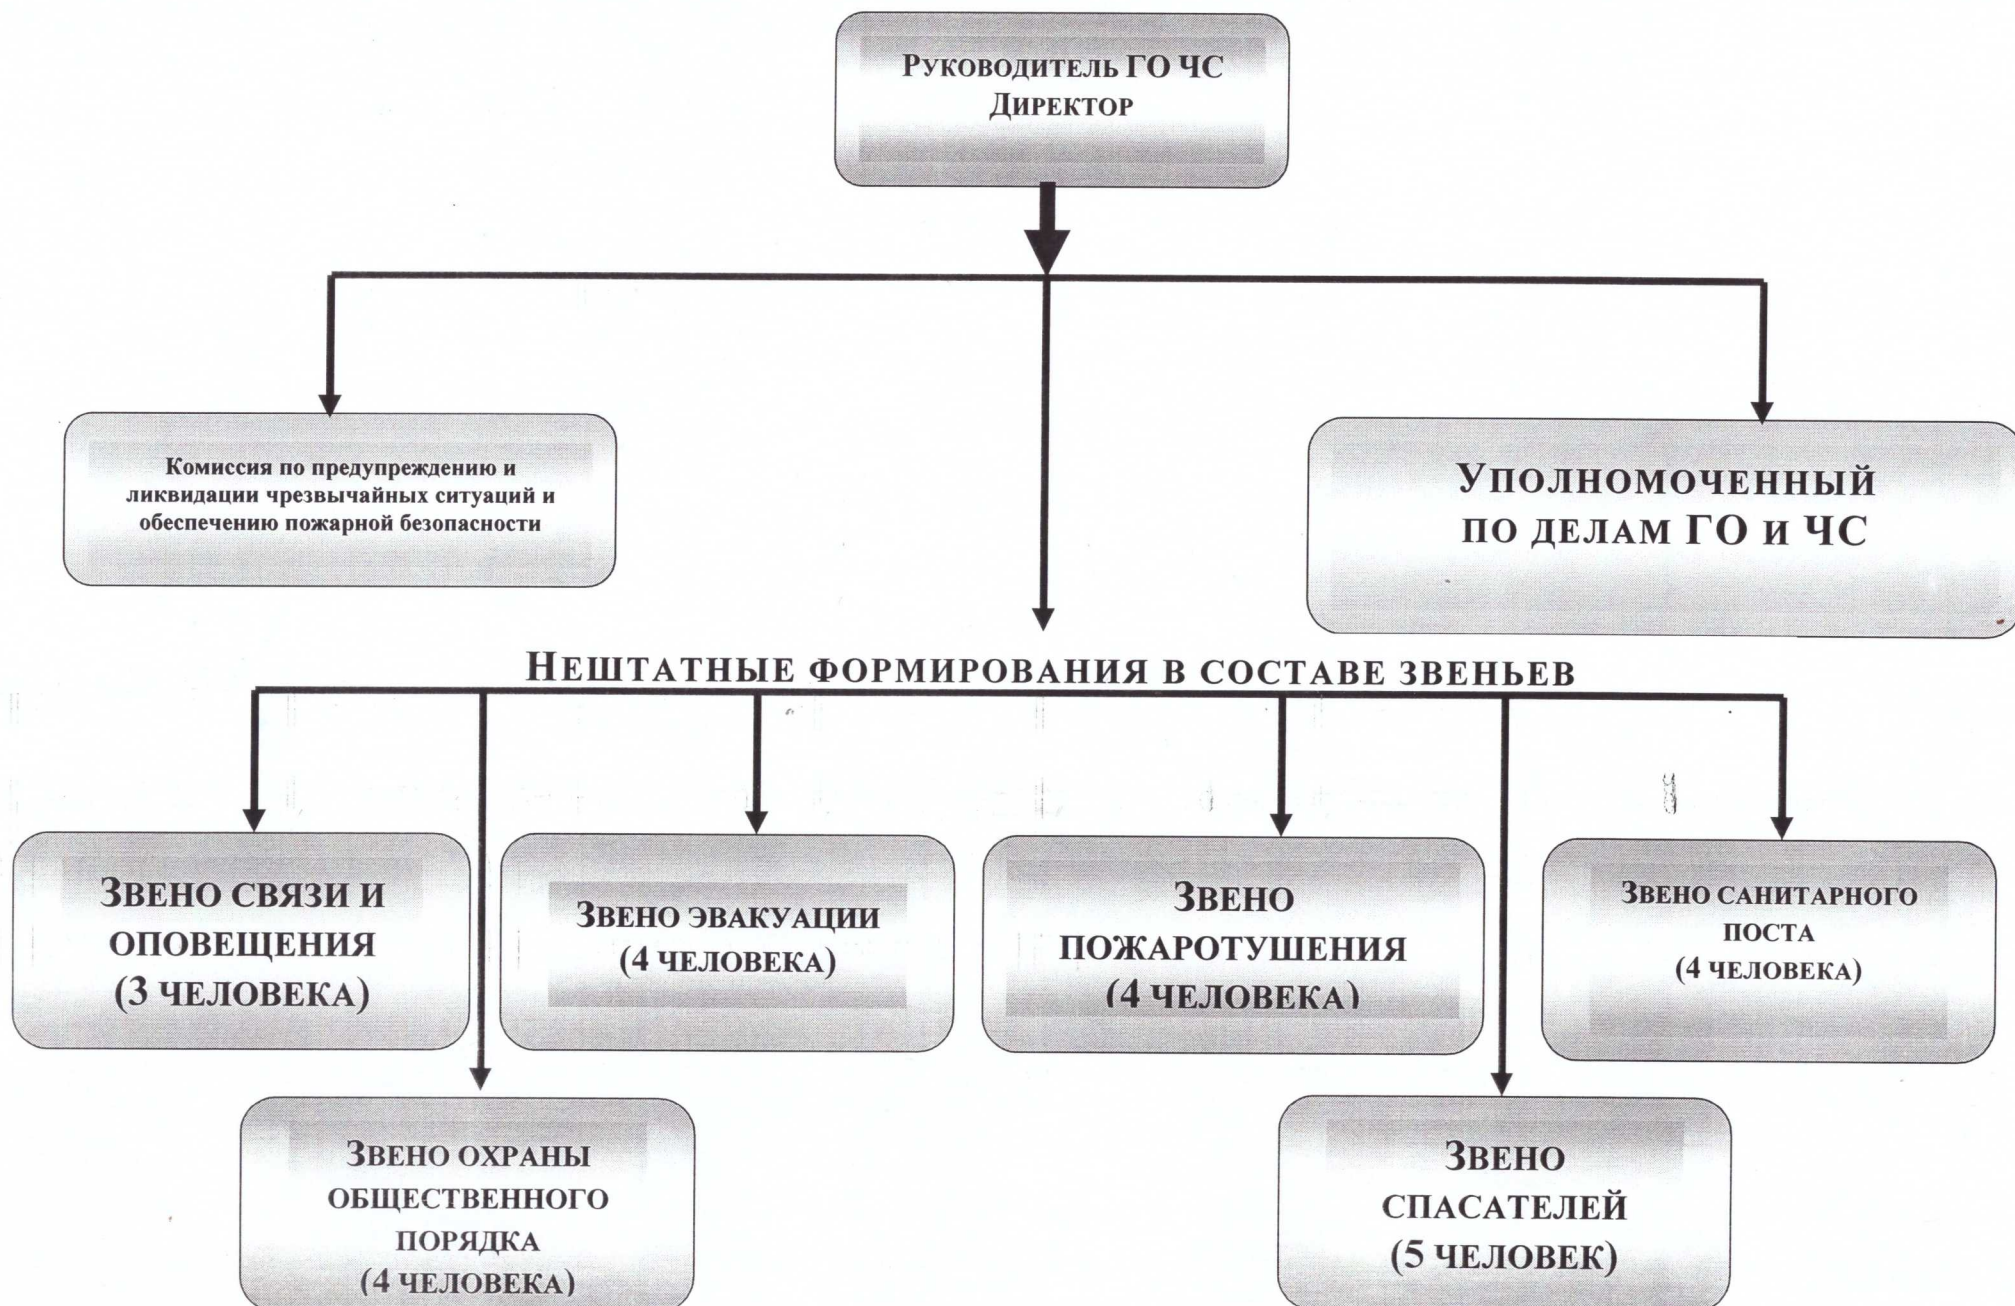 РУКОВОДИТЕЛЬ ГО ЧС
ДИРЕКТОР
Комиссия по предупреждению и
ликвидации чрезвычайных ситуаций и
обеспечению пожарной безопасности
УПОЛНОМОЧЕННЫЙ
ПО ДЕЛАМ ГО И ЧС
НЕШТАТНЫЕ ФОРМИРОВАНИЯ В СОСТАВЕ ЗВЕНЬЕВ
ЗВЕНО СВЯЗИ И
ОПОВЕЩЕНИЯ
(3 ЧЕЛОВЕКА)
ЗВЕНО ЭВАКУАЦИИ
(4 ЧЕЛОВЕКА)
ЗВЕНО
ПОЖАРОТУШЕНИЯ
(4 ЧЕЛОВЕКА)
ЗВЕНО САНИТАРНОГО
ПОСТА
(4 ЧЕЛОВЕКА)
ЗВЕНО ОХРАНЫ
ОБЩЕСТВЕННОГО
ПОРЯДКА
(4 ЧЕЛОВЕКА)
ЗВЕНО
СПАСАТЕЛЕЙ
(5 ЧЕЛОВЕК)